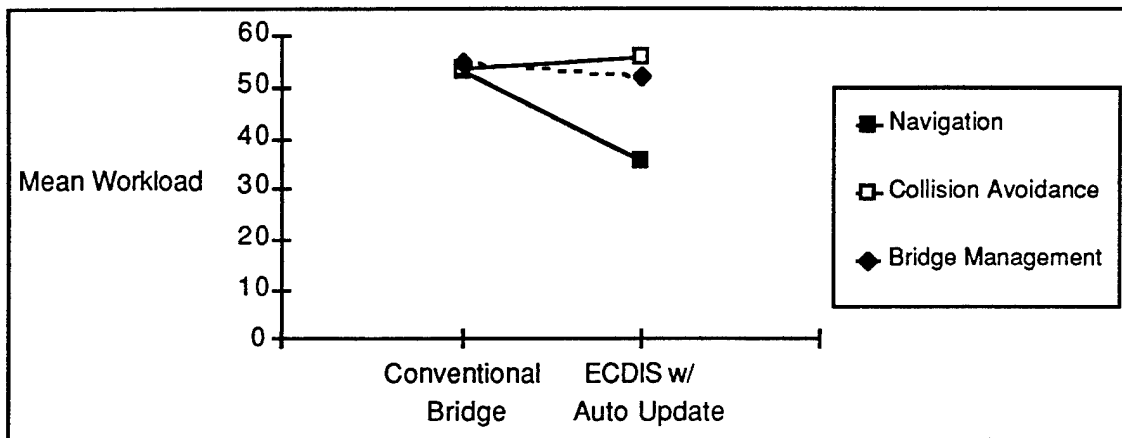 60
50
40
30
20
10
0
Mean Workload
Conventional
Bridge
ECDIS w/
Auto Update
Navigation
Collision Avoidance
Bridge Management